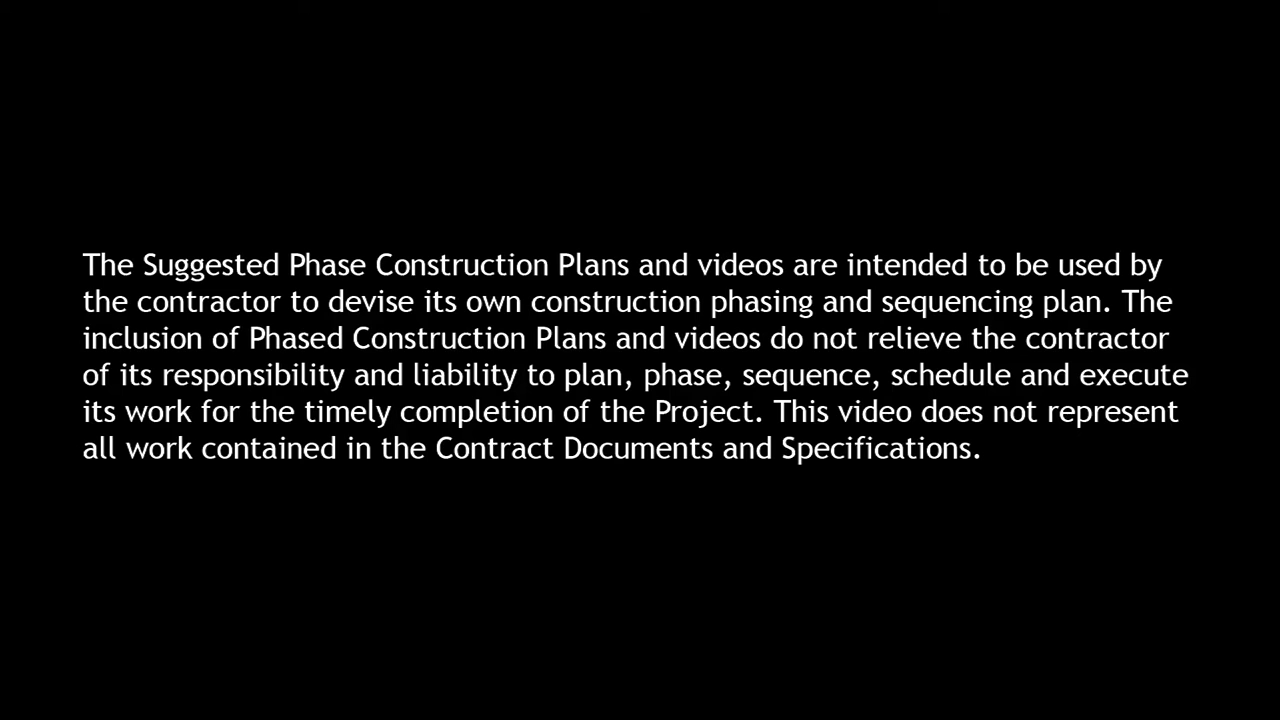 The Suggested Phase Construction Plans and videos are intended to be used by
the contractor to devise its own construction phasing and sequencing plan. The
inclusion of Phased Construction Plans and videos do not relieve the contractor
of its responsibility and liability to plan, phase, sequence, schedule and execute
its work for the timely completion of the Project. This video does not represent
all work contained in the Contract Documents and Specifications.